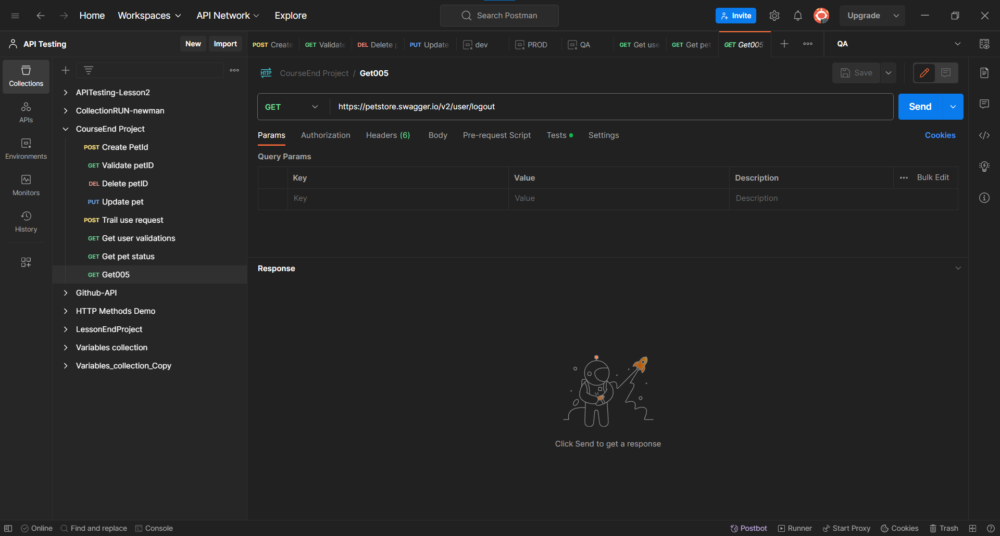 Home Workspaces API Network Explore Search Postman Invite Upgrade
API Testing New Import
POST Create GET Validate DEL Delete p PUT Update dev PROD QA GET Get use GET Get pet GET Get005 QA
Collections
APIs
Environments
Monitors
History
APITesting-Lesson2
CollectionRUN-newman
CourseEnd Project
POST Create PetId
GET Validate petID
DEL Delete petID
PUT Update pet
POST Trail use request
GET Get user validations
GET Get pet status
GET Get005
Github-API
HTTP Methods Demo
LessonEndProject
Variables collection
Variables_collection_Copy
HTTP CourseEnd Project / Get005 Save
GET https://petstore.swagger.io/v2/user/logout Send
Params Authorization Headers (6) Body Pre-request Script Tests Settings Cookies
Query Params
Key Value Description Bulk Edit
Key Value Description
Response
Click Send to get a response
Online Find and replace Console Postbot Runner Start Proxy Cookies Trash